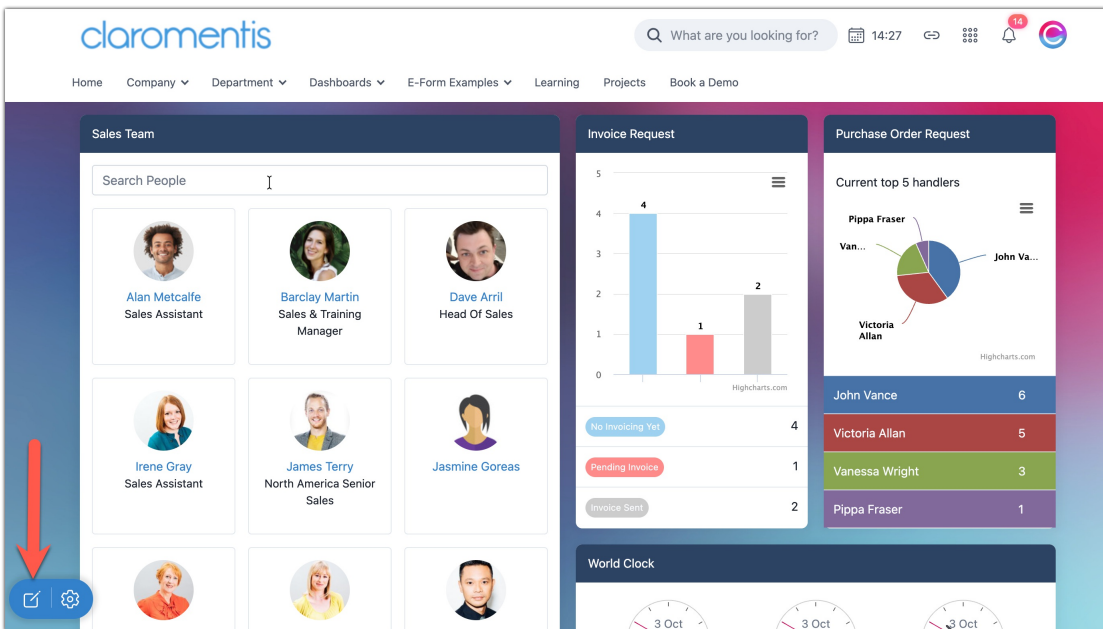 claromentis
What are you looking for?
14:27
14
Home Company Department Dashboards E-Form Examples Learning Projects Book a Demo
Sales Team
Search People
Alan Metcalfe
Sales Assistant
Barclay Martin
Sales & Training
Manager
Dave Arril
Head Of Sales
Irene Gray
Sales Assistant
James Terry
North America Senior
Sales
Jasmine Goreas
Invoice Request
5
4
3
2
1
0
4
1
2
Highcharts.com
No Invoicing Yet 4
Pending Invoice 1
Invoice Sent 2
Purchase Order Request
Current top 5 handlers
Pippa Fraser
Van...
John Va...
Victoria
Allan
Highcharts.com
John Vance 6
Victoria Allan 5
Vanessa Wright 3
Pippa Fraser 1
World Clock
3 Oct
3 Oct
3 Oct